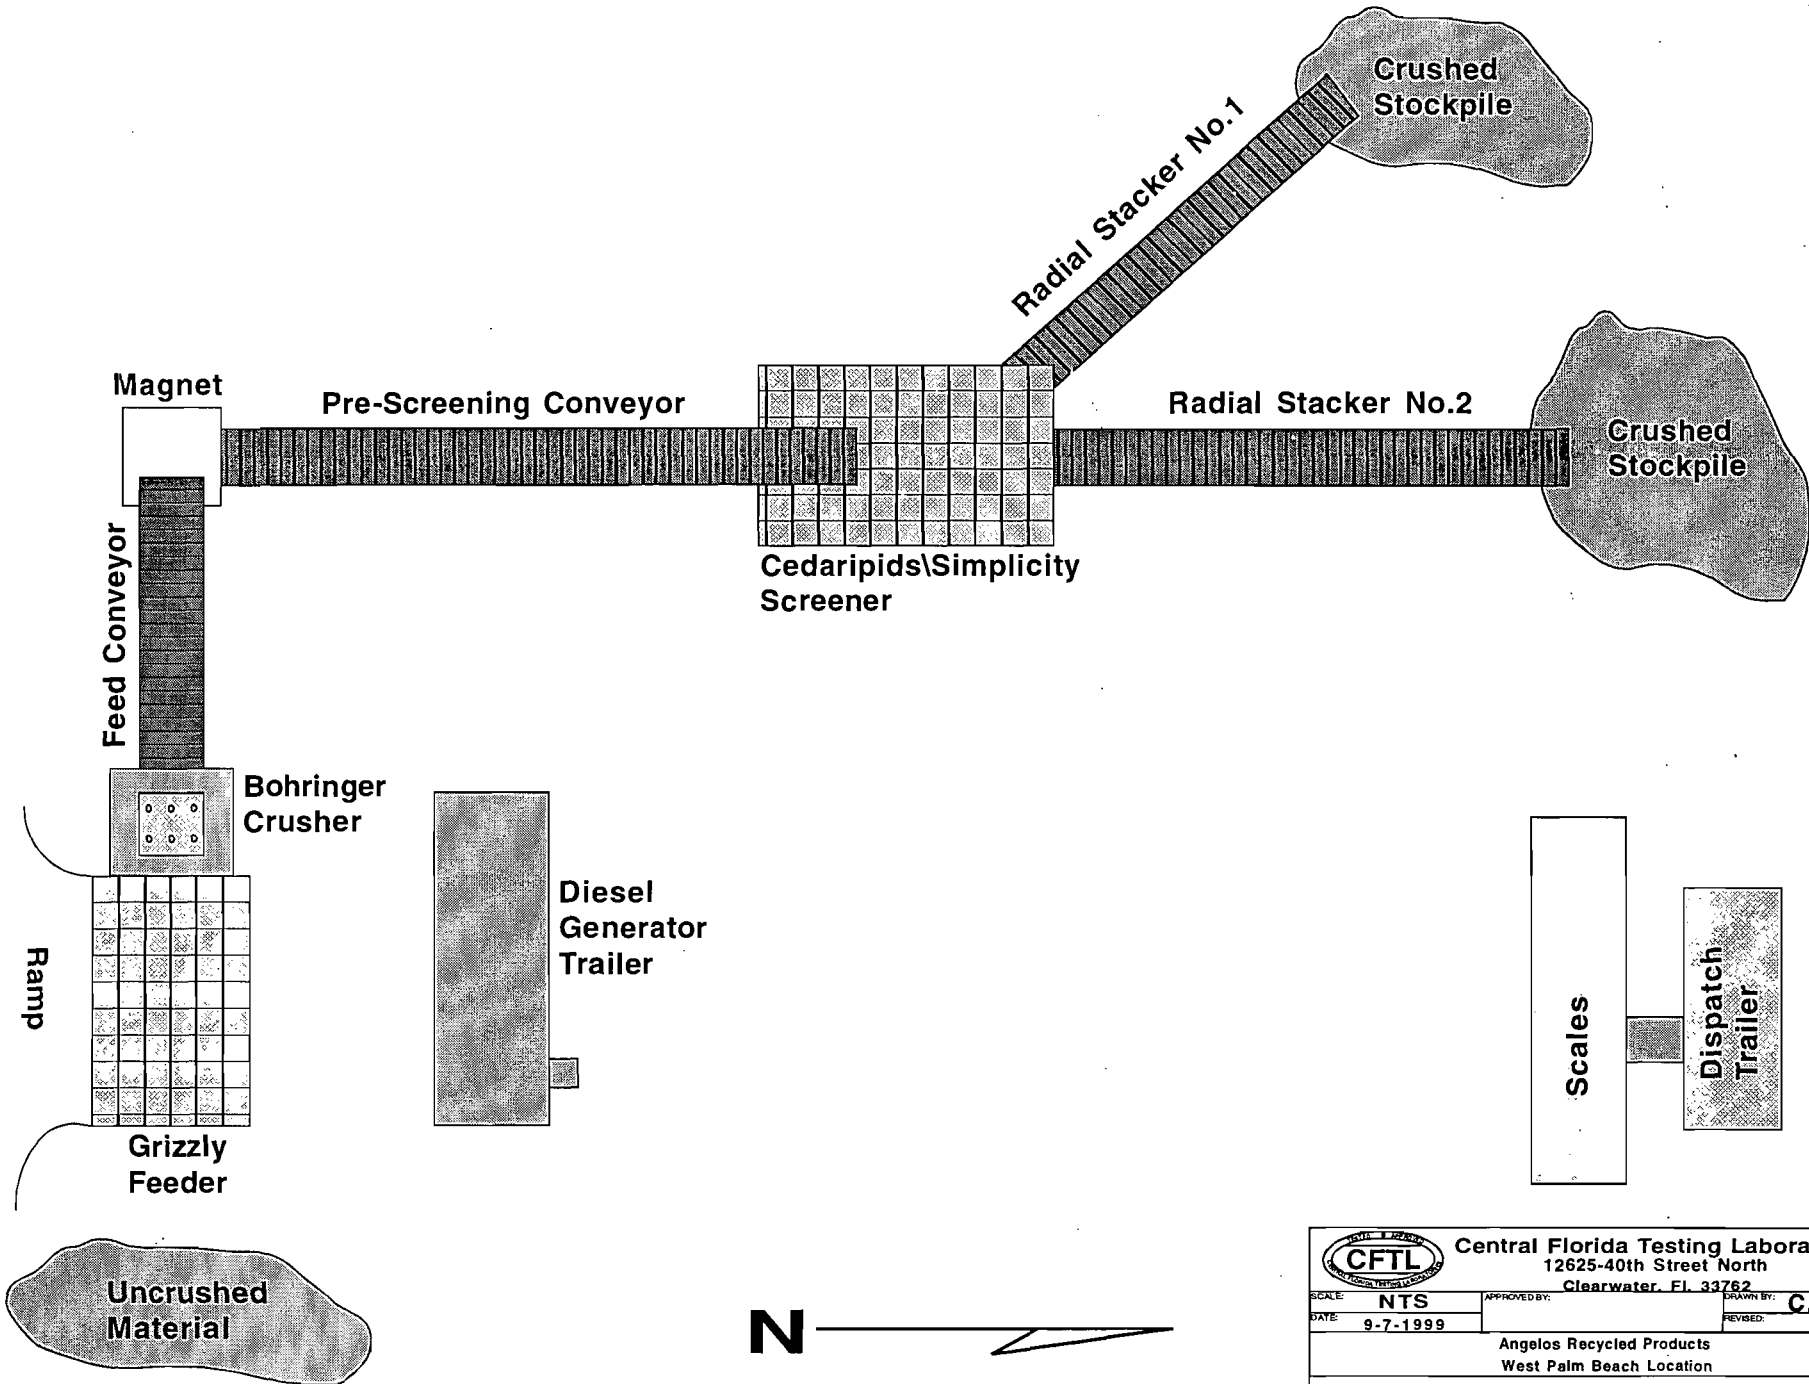 Crushed
Stockpile
Radial Stacker No.1
Magnet
Pre-Screening Conveyor
Radial Stacker No.2
Crushed
Stockpile
Feed Conveyor
Cedaripids\Simplicity
Screener
Bohringer
Crusher
Diesel
Generator
Trailer
Ramp
Scales
Dispatch
Trailer
Grizzly
Feeder
Uncrushed
Material
N
CFTL
Central Florida Testing Labora
12625-40th Street North
Clearwater, Fl. 33762
SCALE: NTS
APPROVED BY:
DRAWN BY: C
DATE: 9-7-1999
REVISED:
Angelos Recycled Products
West Palm Beach Location